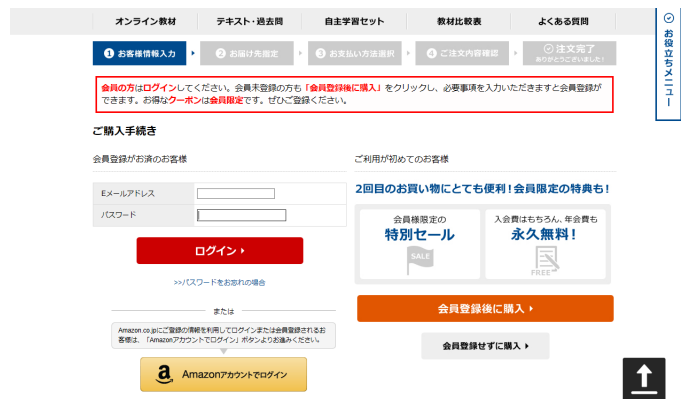 オンライン教材 テキスト・過去問 自主学習セット 教材比較表 よくある質問
お役立ちメニュー
1 お客様情報入力 2 お届け先指定 3 お支払い方法選択 4 ご注文内容確認 注文完了
ありがとうございました!
会員の方はログインしてください。会員未登録の方も「会員登録後に購入」をクリックし、必要事項を入力いただきますと会員登録が
できます。お得なクーポンは会員限定です。ぜひご登録ください。
ご購入手続き
会員登録がお済のお客様
Eメールアドレス
パスワード
ログイン
>>パスワードをお忘れの場合
または
Amazon.co.jpにご登録の情報を利用してログインまたは会員登録されるお
客様は、「Amazonアカウントでログイン」ボタンよりお進みください。
a Amazonアカウントでログイン
ご利用が初めてのお客様
2回目のお買い物にとても便利!会員限定の特典も!
会員様限定の
特別セール
SALE
入会費はもちろん、年会費も
永久無料!
FREE
会員登録後に購入
会員登録せずに購入